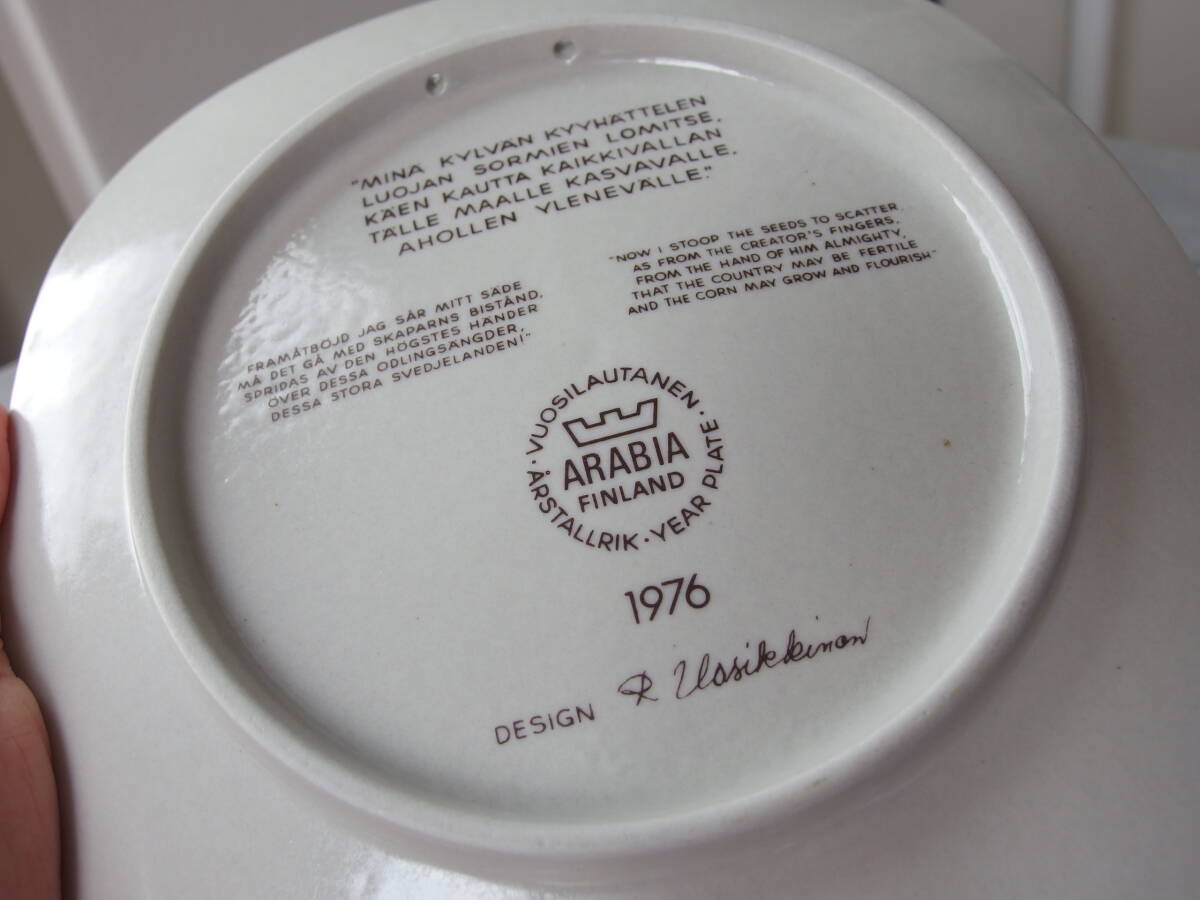 "MINÄ KYLVÄN KYYHÄTTELEN
LUOJAN SORMIEN LOMITSE,
KÄEN KAUTTA KAIKKIVALLAN
TÄLLE MAALLE KASVAVALLE,
AHOLLEN YLENEVÄLLE."
"NOW I STOOP THE SEEDS TO SCATTER,
AS FROM THE CREATOR'S FINGERS,
FROM THE HAND OF HIM ALMIGHTY,
THAT THE COUNTRY MAY BE FERTILE
AND THE CORN MAY GROW AND FLOURISH"
FRAMÅTBÖJD JAG SÅR MITT SÄDE
MÅ DET GÅ MED SKAPARNS BISTÅND,
SPRIDAS AV DEN HÖGSTES HÄNDER
ÖVER DESSA ODLINGSÄNGDER,
DESSA STORA SVEDJELANDEN!"
VUOSILAUTANEN · YEAR PLATE · ÅRSTALLRIK ·
ARABIA
FINLAND
1976
DESIGN R Uosikkinen